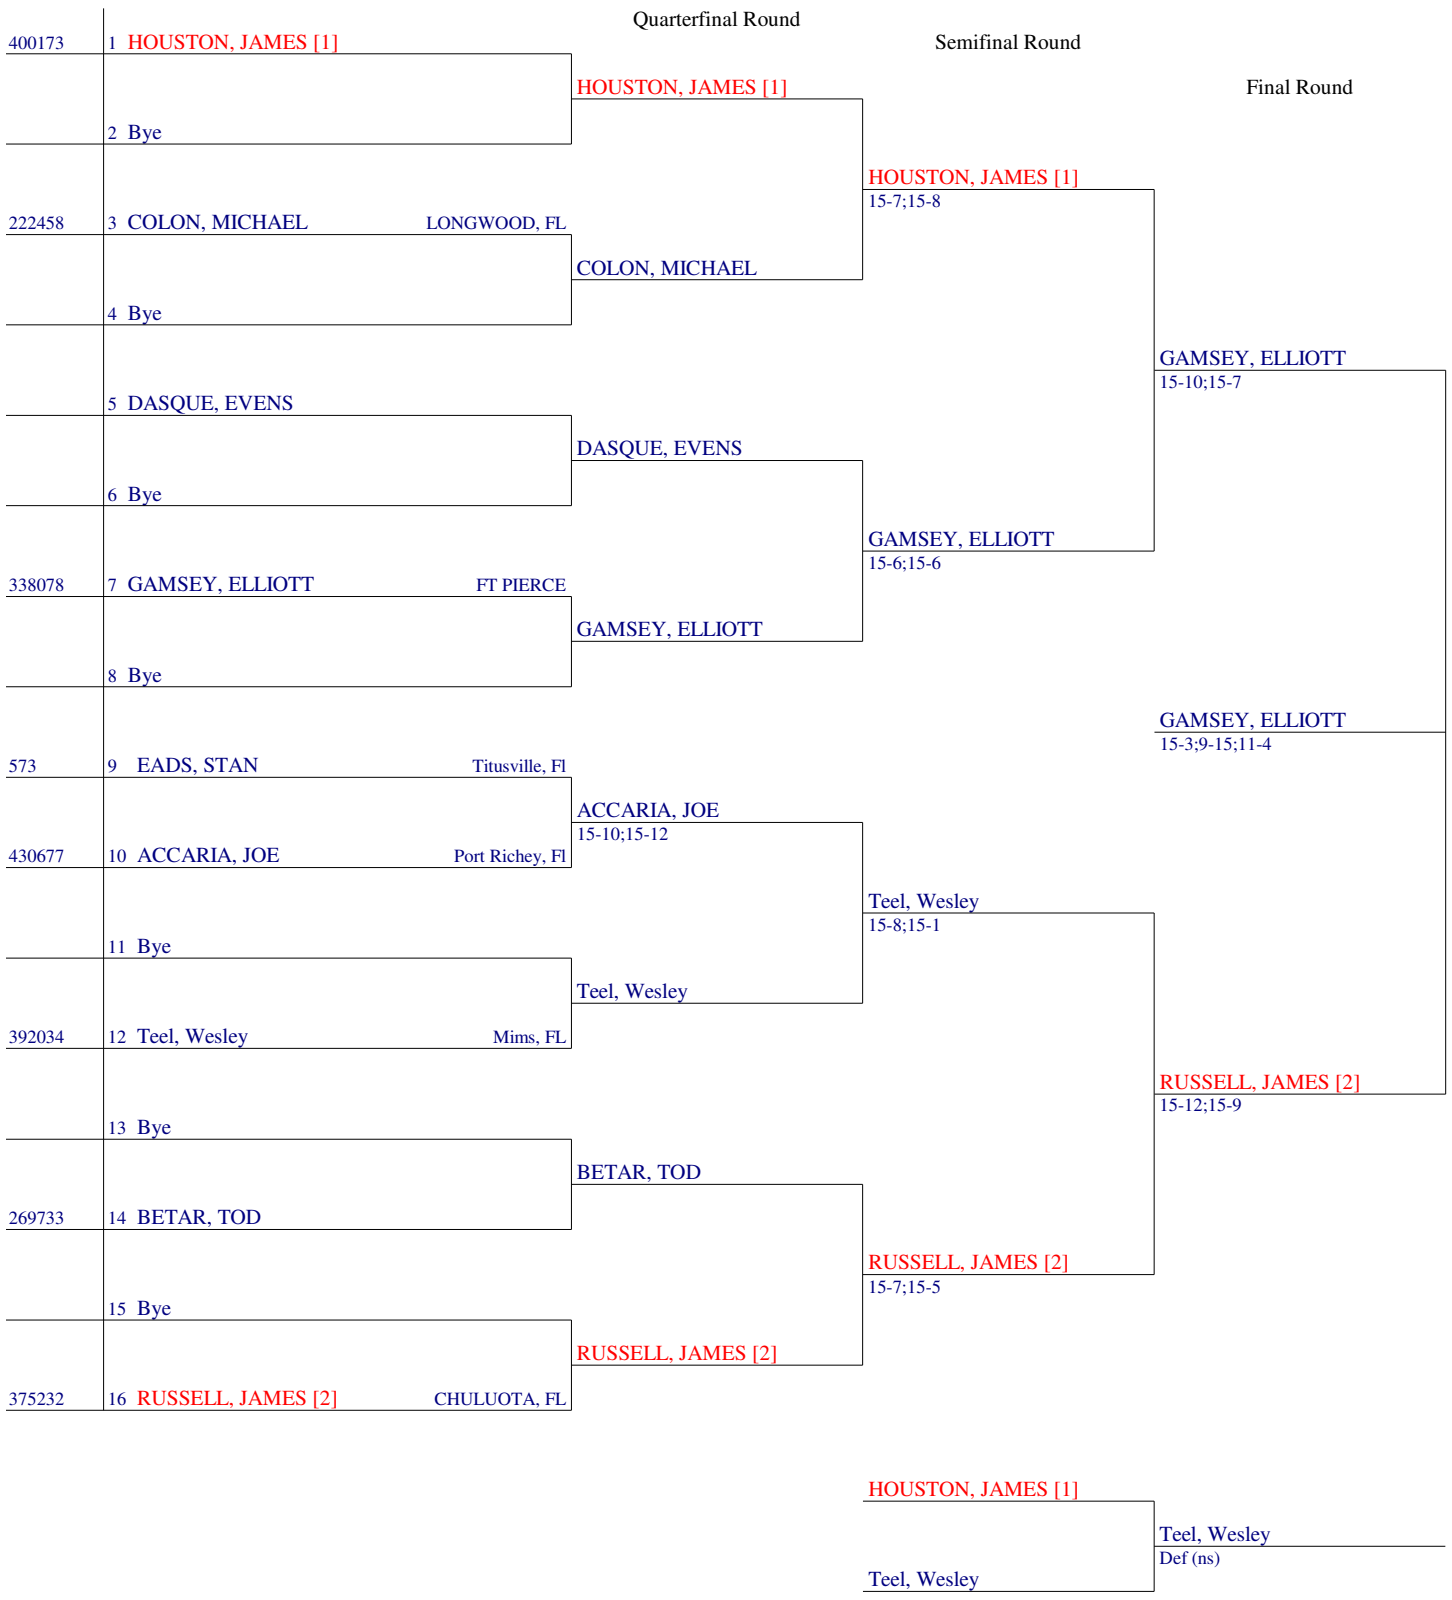 Quarterfinal Round
Semifinal Round
Final Round
400173 1 HOUSTON, JAMES [1]
HOUSTON, JAMES [1]
2 Bye
HOUSTON, JAMES [1]
15-7;15-8
222458 3 COLON, MICHAEL LONGWOOD, FL
COLON, MICHAEL
4 Bye
GAMSEY, ELLIOTT
15-10;15-7
5 DASQUE, EVENS
DASQUE, EVENS
6 Bye
GAMSEY, ELLIOTT
15-6;15-6
338078 7 GAMSEY, ELLIOTT FT PIERCE
GAMSEY, ELLIOTT
8 Bye
GAMSEY, ELLIOTT
15-3;9-15;11-4
573 9 EADS, STAN Titusville, Fl
ACCARIA, JOE
15-10;15-12
430677 10 ACCARIA, JOE Port Richey, Fl
Teel, Wesley
15-8;15-1
11 Bye
Teel, Wesley
392034 12 Teel, Wesley Mims, FL
RUSSELL, JAMES [2]
15-12;15-9
13 Bye
BETAR, TOD
269733 14 BETAR, TOD
RUSSELL, JAMES [2]
15-7;15-5
15 Bye
RUSSELL, JAMES [2]
375232 16 RUSSELL, JAMES [2] CHULUOTA, FL
HOUSTON, JAMES [1]
Teel, Wesley
Def (ns)
Teel, Wesley